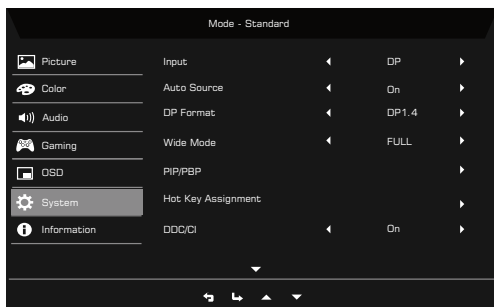 Mode - Standard
Picture
Color
Audio
Gaming
OSD
System
Information
Input DP
Auto Source On
DP Format DP1.4
Wide Mode FULL
PIP/PBP
Hot Key Assignment
DDC/CI On